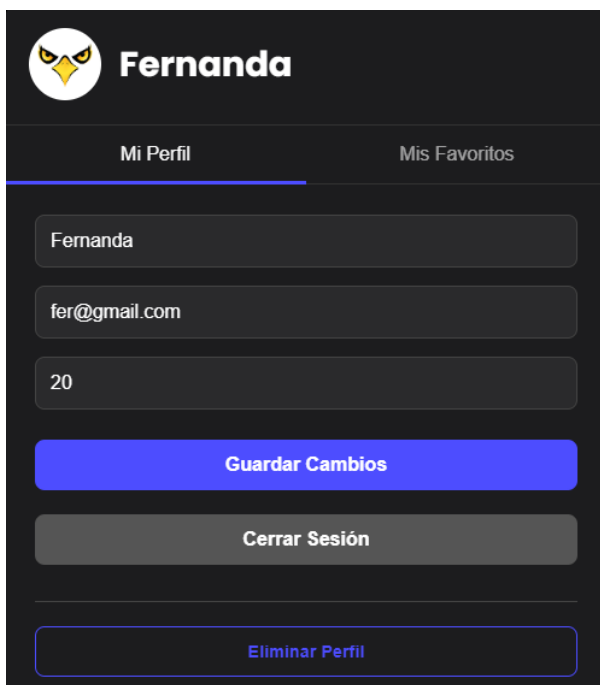 Fernanda
Mi Perfil Mis Favoritos
Fernanda
fer@gmail.com
20
Guardar Cambios
Cerrar Sesión
Eliminar Perfil